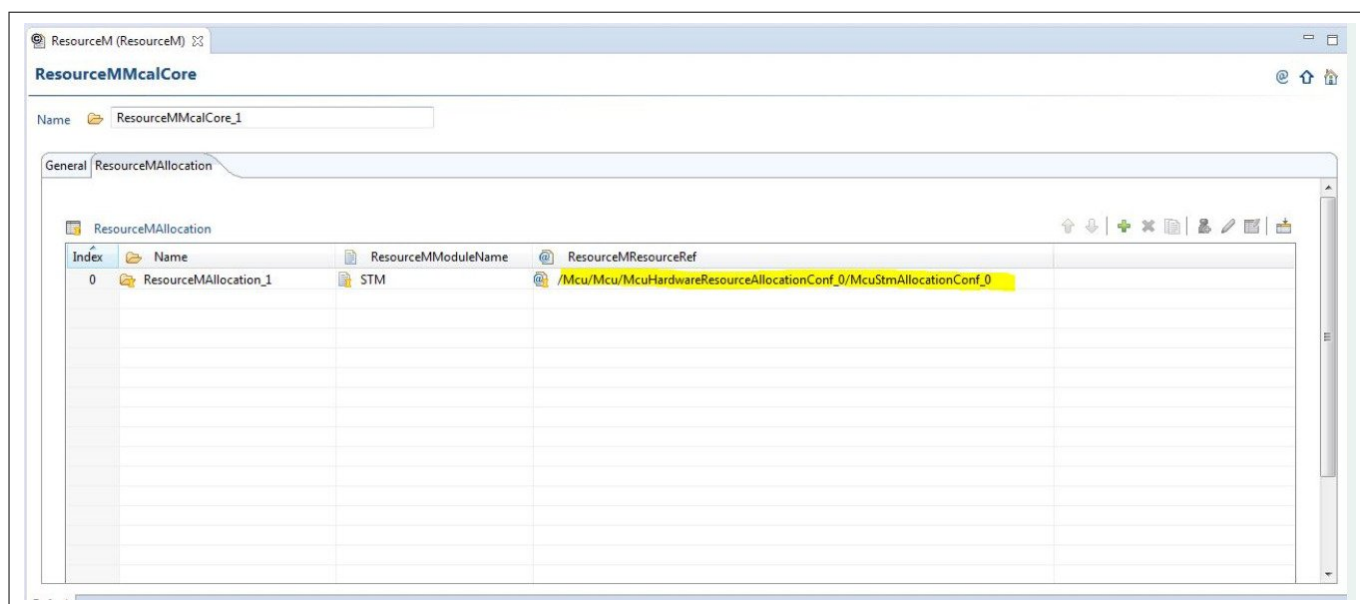 ResourceM (ResourceM)
ResourceMMcalCore
Name ResourceMMcalCore_1
General ResourceMAllocation
ResourceMAllocation
Index Name ResourceMModuleName ResourceMResourceRef
0 ResourceMAllocation_1 STM /Mcu/Mcu/McuHardwareResourceAllocationConf_0/McuStmAllocationConf_0